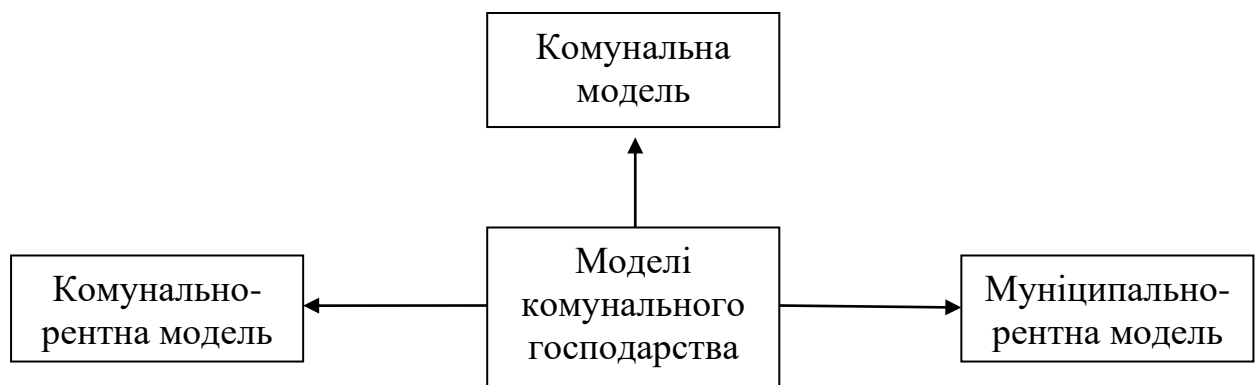 Комунальна
модель
Моделі
комунального
господарства
Комунально-
рентна модель
Муніципально-
рентна модель